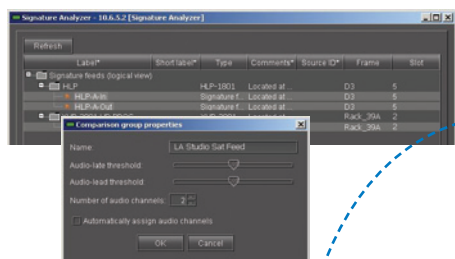 Signature Analyzer - 10.6.5.2 [Signature Analyzer]
Refresh
Label* Short label* Type Comments* Source ID* Frame Slot
Signature feeds (logical view)
HLP HLP-1801 Located at... D3 5
HLP-A-In Signature f... Located at... D3 5
HLP-A-Out Signature f... Located at... D3 5
Located at... Rack_39A 2
Rack_39A 2
Comparison group properties
Name: LA Studio Sat Feed
Audio-late threshold
Audio-lead threshold
Number of audio channels: 2
Automatically assign audio channels
OK Cancel